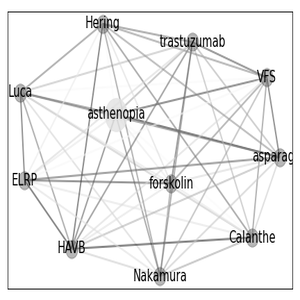 Hering
trastuzumab
VFS
Luca
asthenopia
asparag
ELRP
forskolin
HAVB
Calanthe
Nakamura